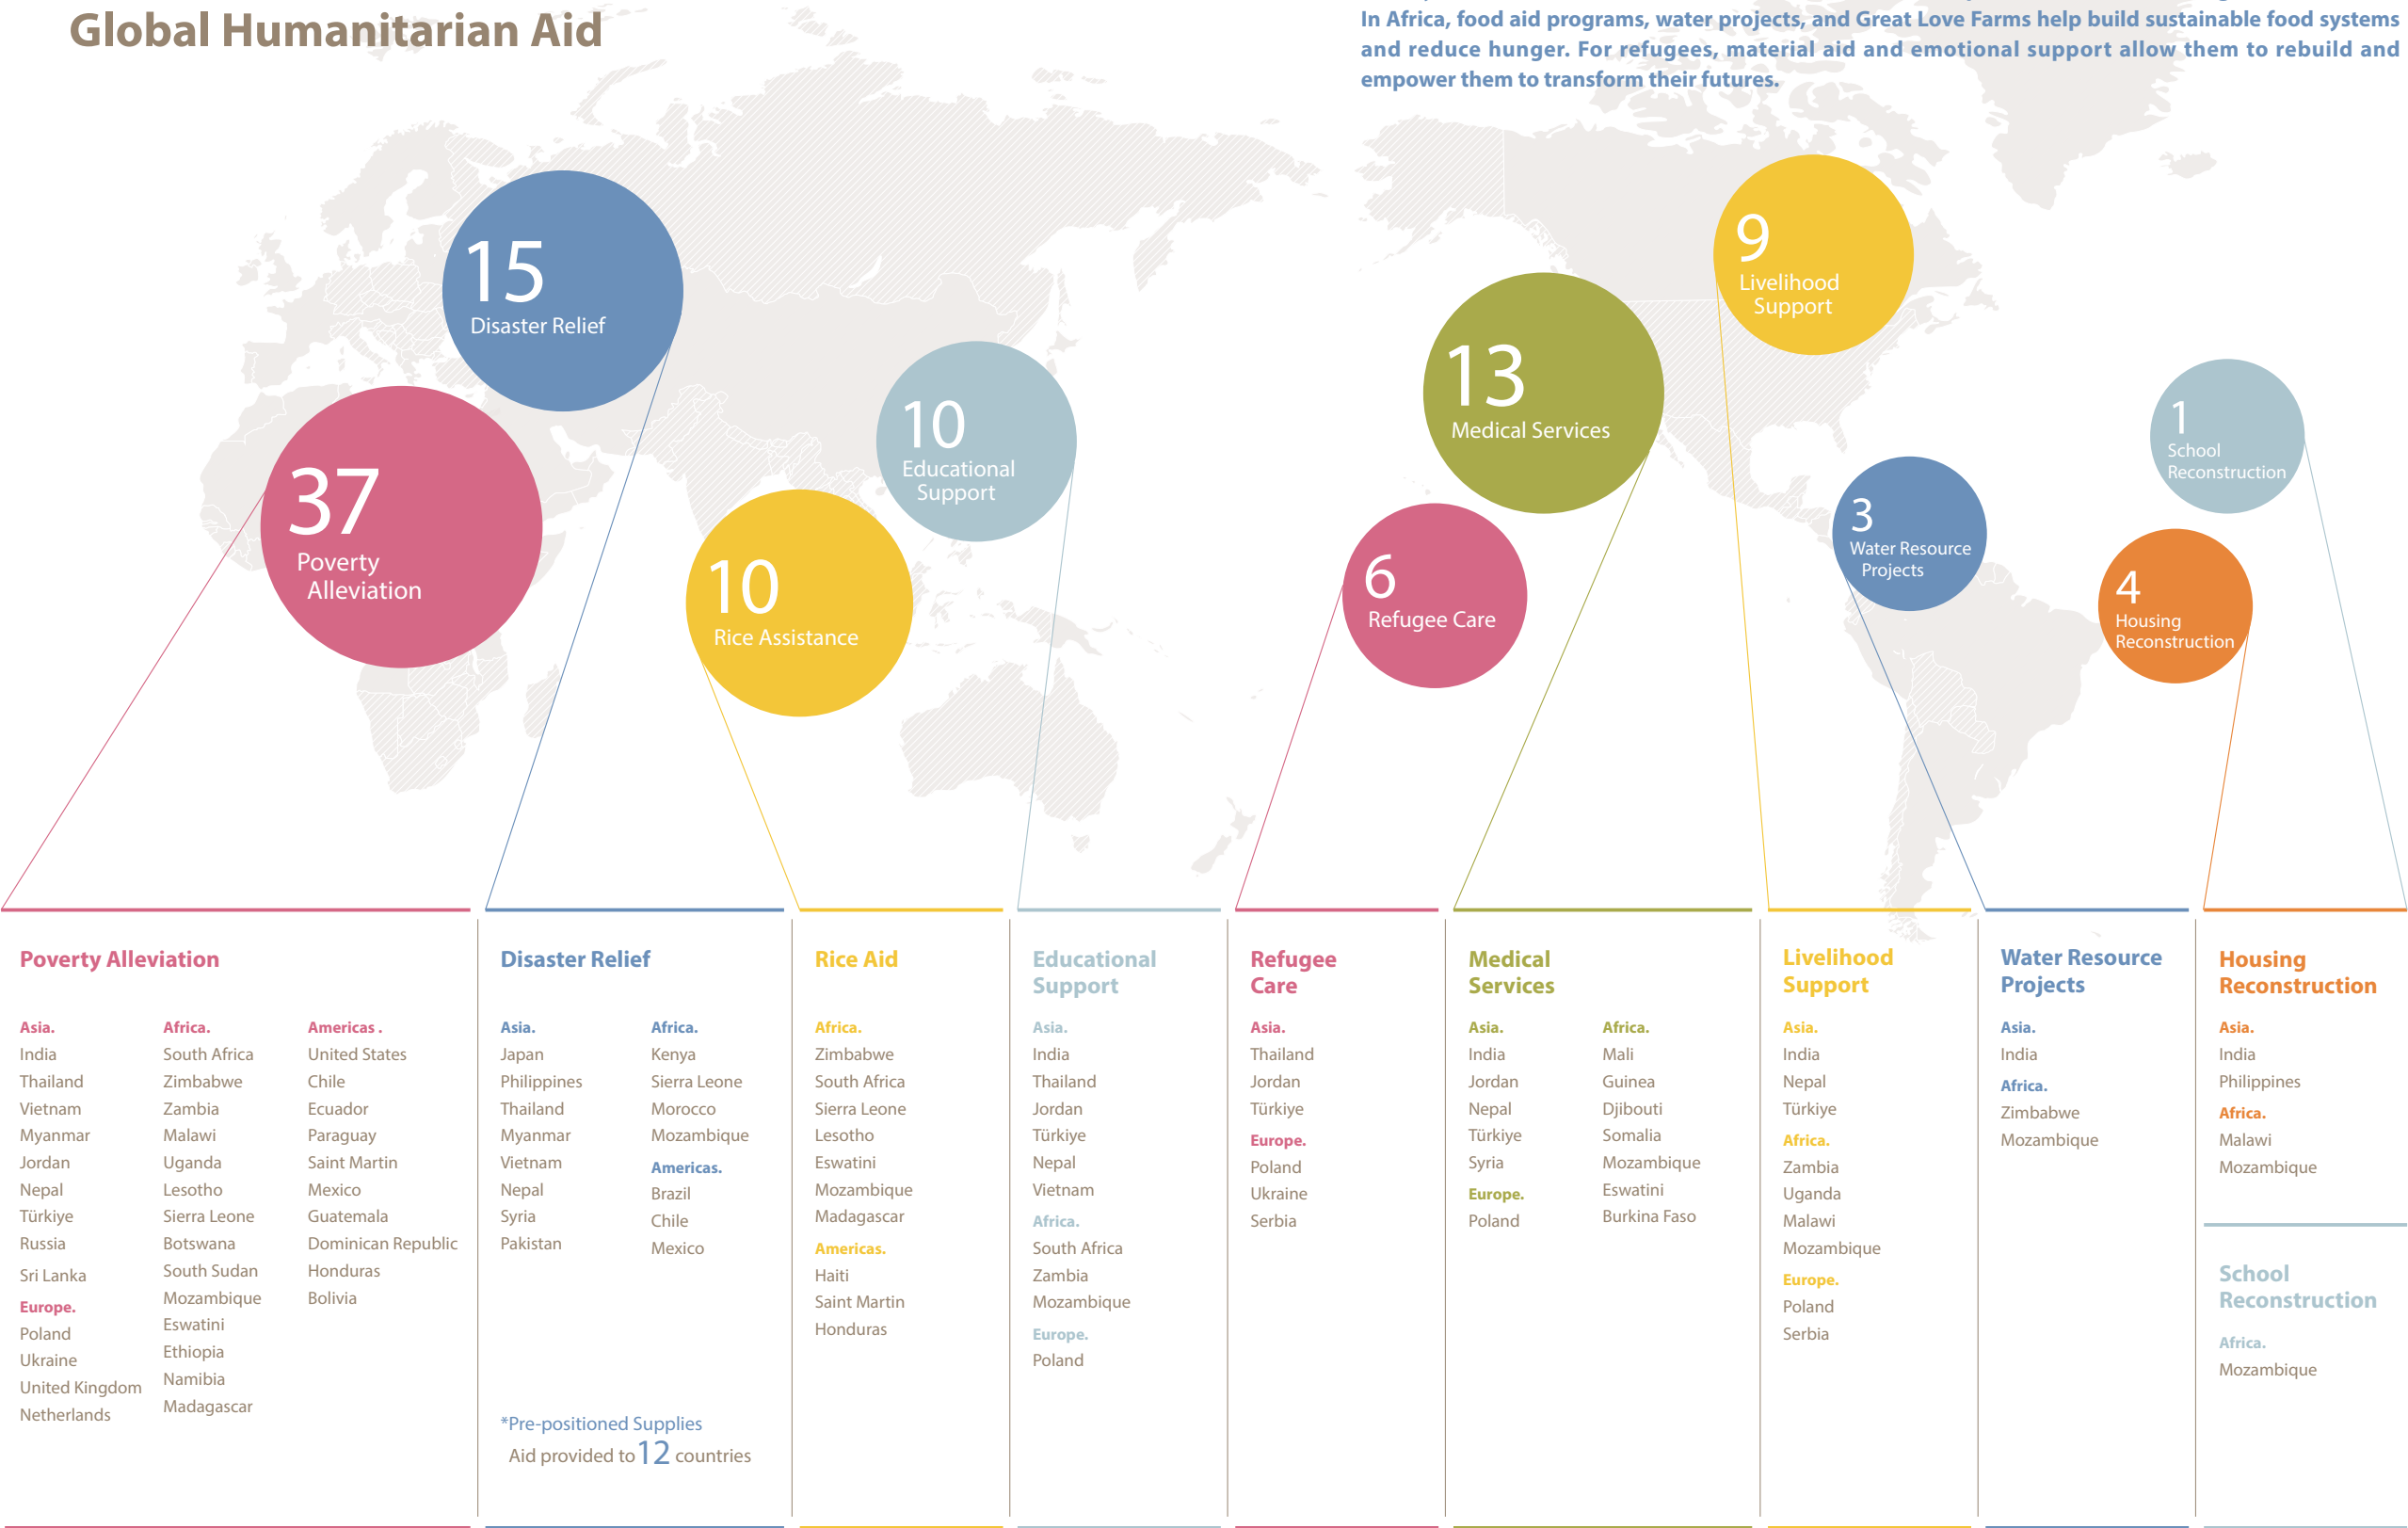 Global Humanitarian Aid
In Africa, food aid programs, water projects, and Great Love Farms help build sustainable food systems
and reduce hunger. For refugees, material aid and emotional support allow them to rebuild and
empower them to transform their futures.
15
Disaster Relief
37
Poverty
Alleviation
10
Educational
Support
10
Rice Assistance
9
Livelihood
Support
13
Medical Services
6
Refugee Care
3
Water Resource
Projects
1
School
Reconstruction
4
Housing
Reconstruction
Poverty Alleviation
Asia.
India
Thailand
Vietnam
Myanmar
Jordan
Nepal
Türkiye
Russia
Sri Lanka
Europe.
Poland
Ukraine
United Kingdom
Netherlands
Africa.
South Africa
Zimbabwe
Zambia
Malawi
Uganda
Lesotho
Sierra Leone
Botswana
South Sudan
Mozambique
Eswatini
Ethiopia
Namibia
Madagascar
Americas .
United States
Chile
Ecuador
Paraguay
Saint Martin
Mexico
Guatemala
Dominican Republic
Honduras
Bolivia
Disaster Relief
Asia.
Japan
Philippines
Thailand
Myanmar
Vietnam
Nepal
Syria
Pakistan
Africa.
Kenya
Sierra Leone
Morocco
Mozambique
Americas.
Brazil
Chile
Mexico
*Pre-positioned Supplies
Aid provided to 12 countries
Rice Aid
Africa.
Zimbabwe
South Africa
Sierra Leone
Lesotho
Eswatini
Mozambique
Madagascar
Americas.
Haiti
Saint Martin
Honduras
Educational
Support
Asia.
India
Thailand
Jordan
Türkiye
Nepal
Vietnam
Africa.
South Africa
Zambia
Mozambique
Europe.
Poland
Refugee
Care
Asia.
Thailand
Jordan
Türkiye
Europe.
Poland
Ukraine
Serbia
Medical
Services
Asia.
India
Jordan
Nepal
Türkiye
Syria
Europe.
Poland
Africa.
Mali
Guinea
Djibouti
Somalia
Mozambique
Eswatini
Burkina Faso
Livelihood
Support
Asia.
India
Nepal
Türkiye
Africa.
Zambia
Uganda
Malawi
Mozambique
Europe.
Poland
Serbia
Water Resource
Projects
Asia.
India
Africa.
Zimbabwe
Mozambique
Housing
Reconstruction
Asia.
India
Philippines
Africa.
Malawi
Mozambique
School
Reconstruction
Africa.
Mozambique